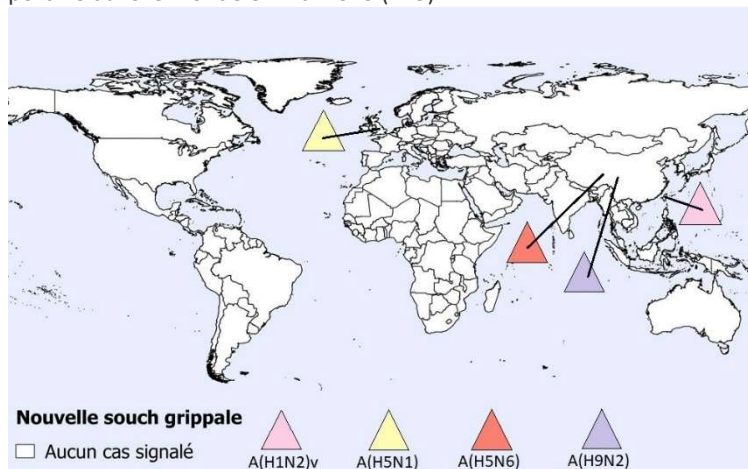 Nouvelle souch grippale
Aucun cas signalé
A(H1N2)v A(H5N1) A(H5N6) A(H9N2)